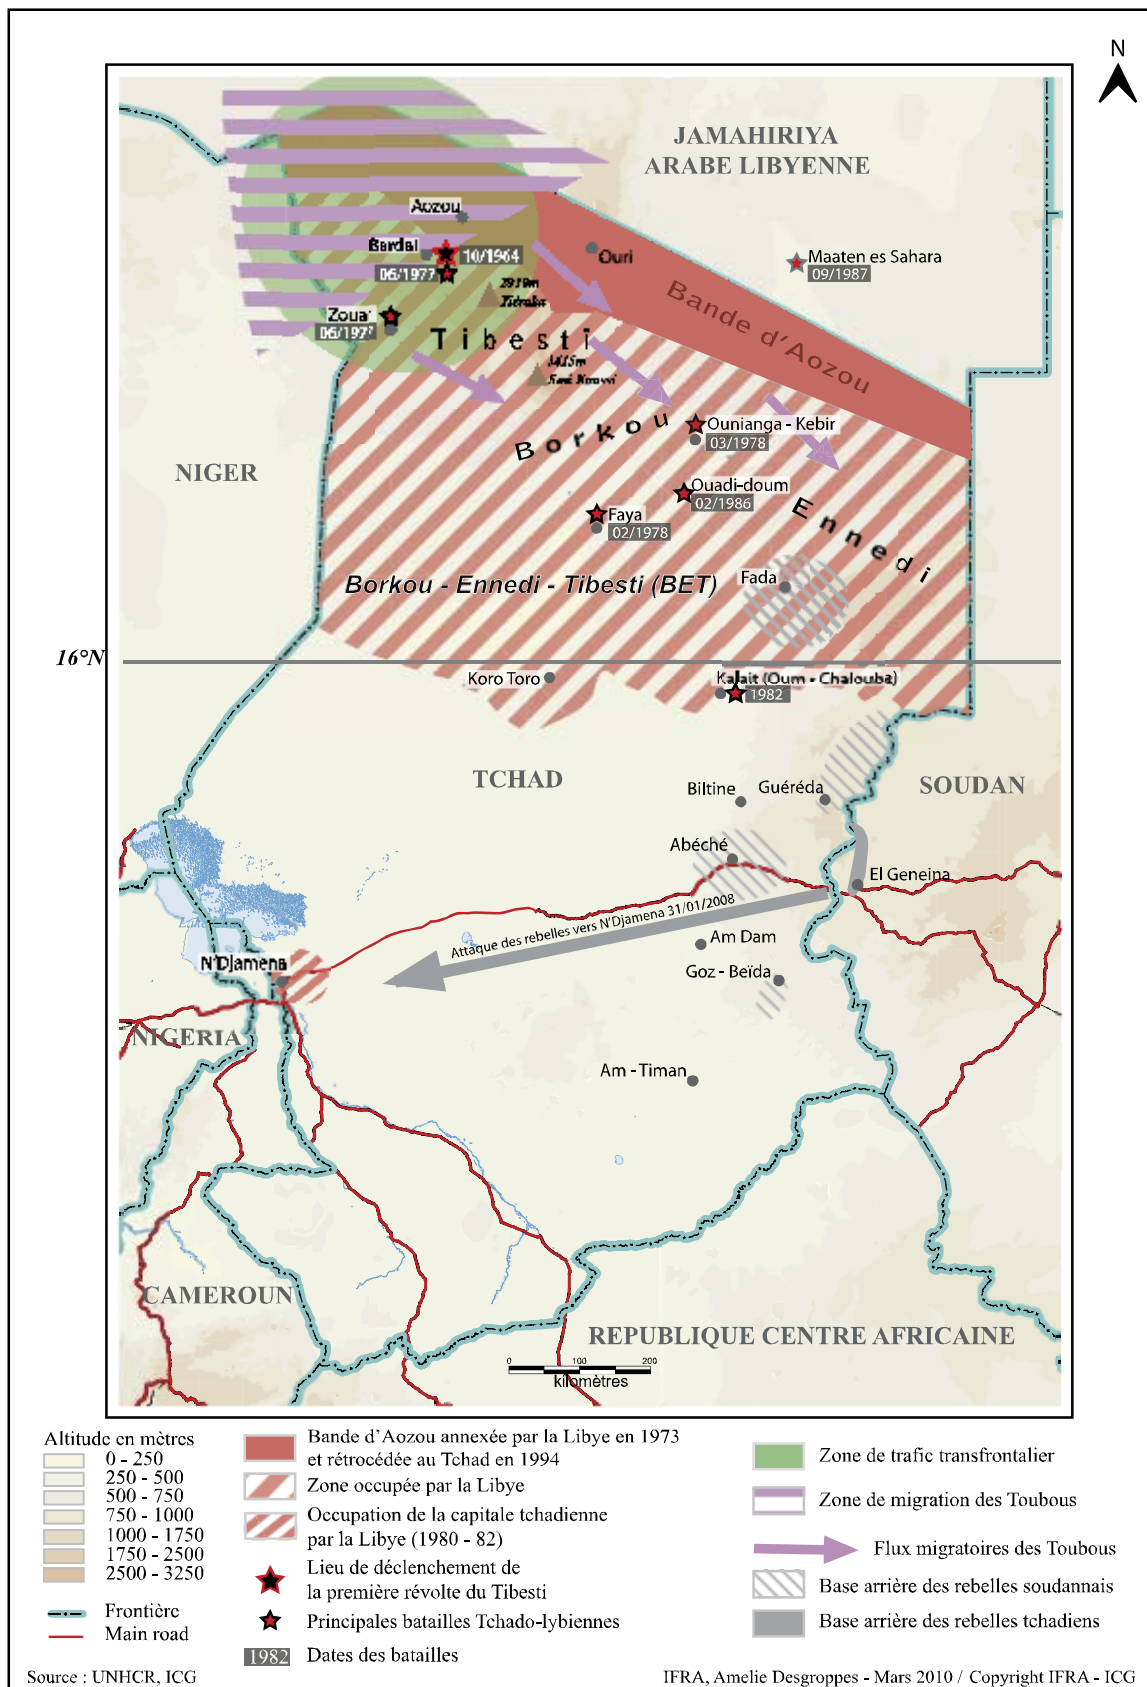 N
JAMAHIRIYA
ARABE LIBYENNE
Aozou
Bardaï
10/1964
06/1977
Ouri
Maaten es Sahara
09/1987
Zouar
06/1977
Tibesti
3415m
Bande d'Aozou
Borkou
Ounianga - Kebir
03/1978
NIGER
Ouadi-doum
02/1986
Faya
02/1978
Ennedi
Fada
Borkou - Ennedi - Tibesti (BET)
16°N
Koro Toro
Kalait (Oum - Chalouba)
1982
TCHAD
SOUDAN
Biltine
Guéréda
Abéché
El Geneina
Attaque des rebelles vers N'Djamena 31/01/2008
Am Dam
N'Djamena
Goz - Beïda
NIGERIA
Am - Timan
CAMEROUN
REPUBLIQUE CENTRE AFRICAINE
0 100 200
kilomètres
Altitude en mètres
0 - 250
250 - 500
500 - 750
750 - 1000
1000 - 1750
1750 - 2500
2500 - 3250
Frontière
Main road
Bande d'Aozou annexée par la Libye en 1973
et rétrocédée au Tchad en 1994
Zone occupée par la Libye
Occupation de la capitale tchadienne
par la Libye (1980 - 82)
Lieu de déclenchement de
la première révolte du Tibesti
Principales batailles Tchado-lybiennes
1982 Dates des batailles
Zone de trafic transfrontalier
Zone de migration des Toubous
Flux migratoires des Toubous
Base arrière des rebelles soudannais
Base arrière des rebelles tchadiens
Source : UNHCR, ICG
IFRA, Amelie Desgroppes - Mars 2010 / Copyright IFRA - ICG